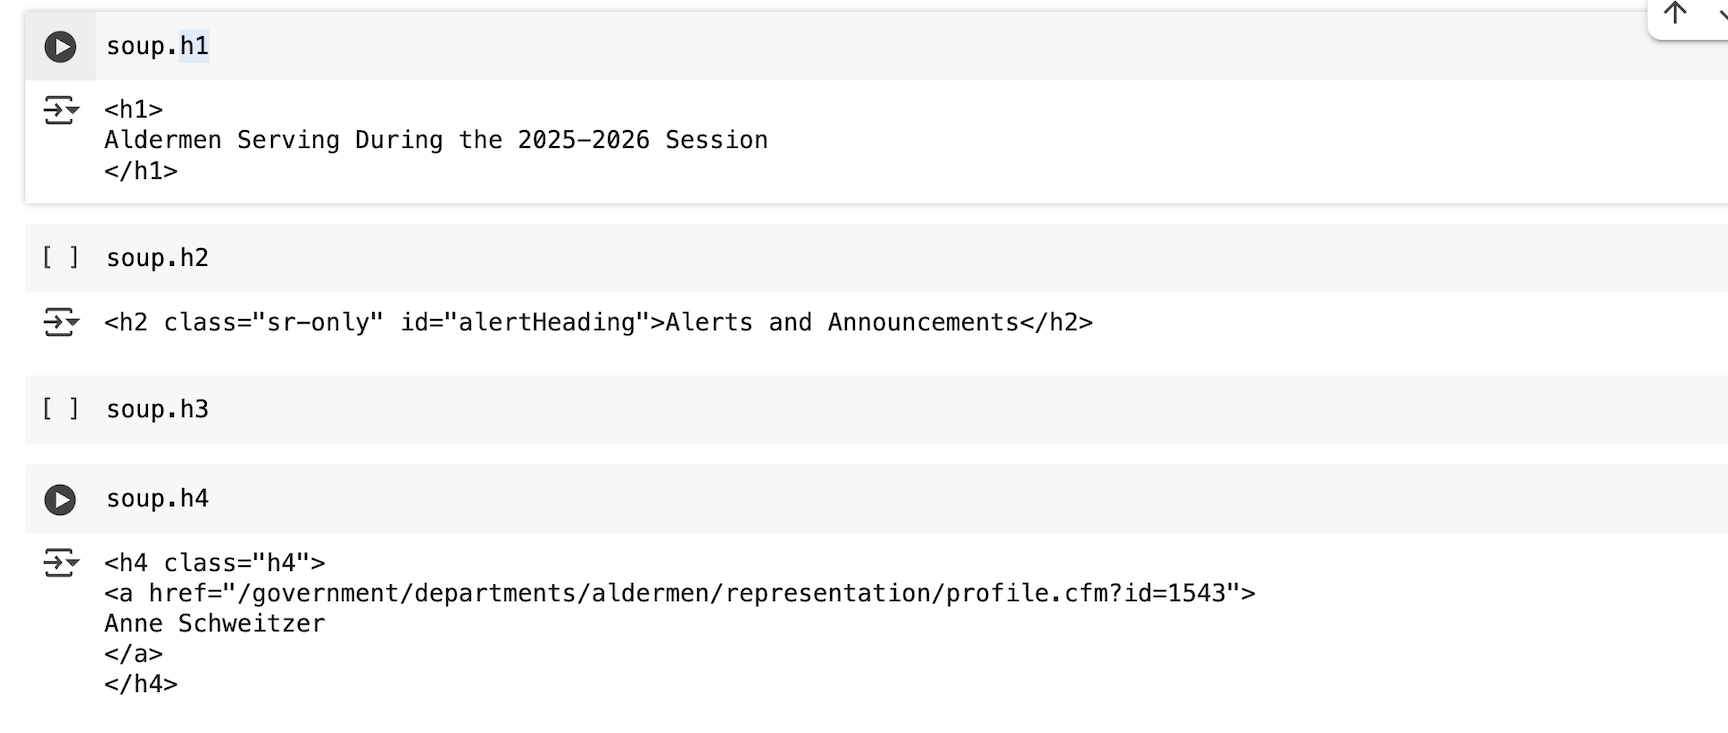 soup.h1
<h1>
Aldermen Serving During the 2025-2026 Session
</h1>
[ ] soup.h2
<h2 class="sr-only" id="alertHeading">Alerts and Announcements</h2>
[ ] soup.h3
soup.h4
<h4 class="h4">
<a href="/government/departments/aldermen/representation/profile.cfm?id=1543">
Anne Schweitzer
</a>
</h4>